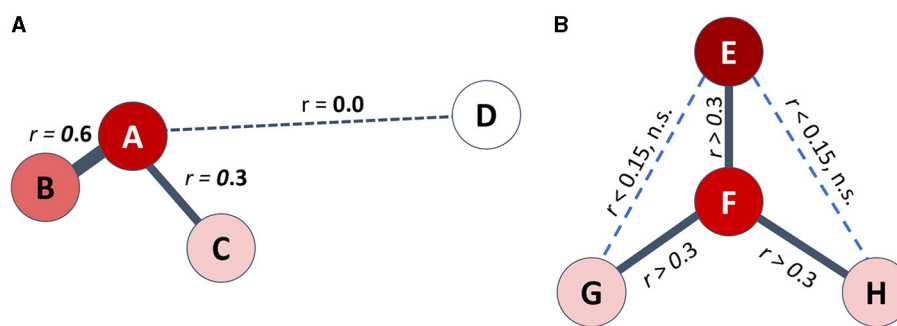 A
r = 0.0
D
r = 0.6
A
B
r = 0.3
C
B
E
r < 0.15, n.s.
r > 0.3
r < 0.15, n.s.
F
r > 0.3
r > 0.3
G
H